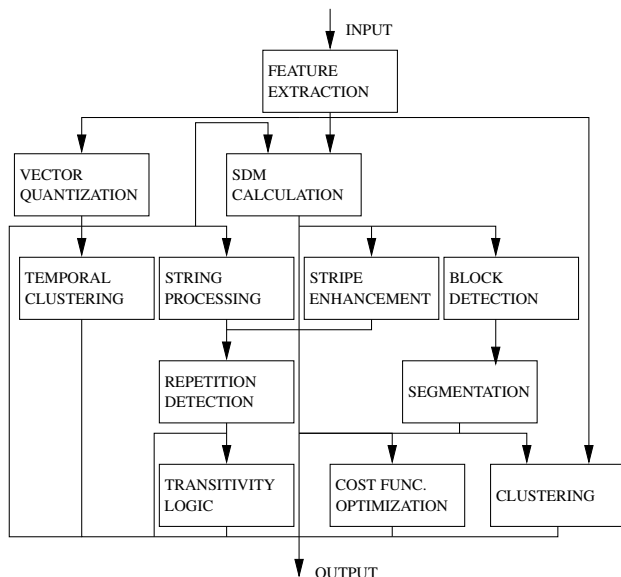 INPUT
FEATURE
EXTRACTION
VECTOR
QUANTIZATION
SDM
CALCULATION
TEMPORAL
CLUSTERING
STRING
PROCESSING
STRIPE
ENHANCEMENT
BLOCK
DETECTION
REPETITION
DETECTION
SEGMENTATION
TRANSITIVITY
LOGIC
COST FUNC.
OPTIMIZATION
CLUSTERING
OUTPUT